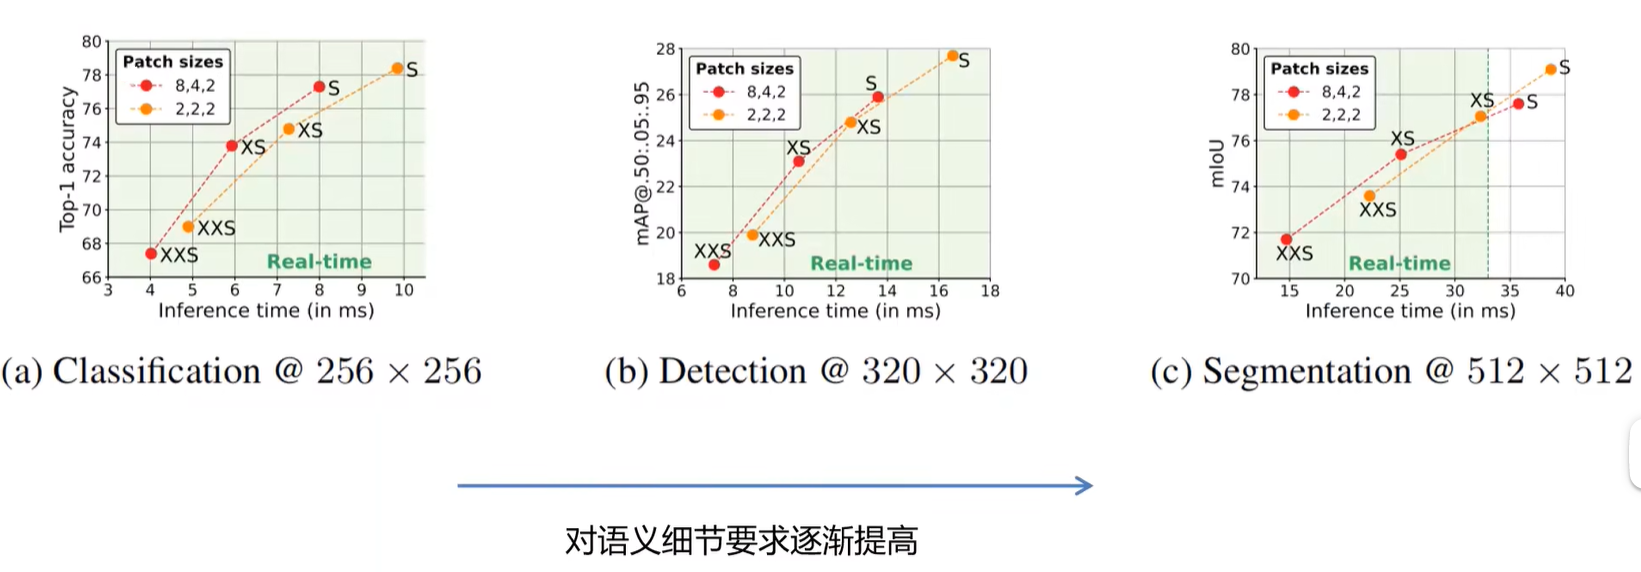 80
78
76
74
72
70
68
66
Top-1 accuracy
Patch sizes
8,4,2
2,2,2
S
S
XS
XS
XXS
XXS
Real-time
3 4 5 6 7 8 9 10
Inference time (in ms)
(a) Classification @ 256 × 256
28
26
24
22
20
18
mAP@.50:.05:.95
Patch sizes
8,4,2
2,2,2
S
S
XS
XS
XXS
XXS
Real-time
6 8 10 12 14 16 18
Inference time (in ms)
(b) Detection @ 320 × 320
80
78
76
74
72
70
mIoU
Patch sizes
8,4,2
2,2,2
S
XS
S
XS
XXS
XXS
Real-time
15 20 25 30 35 40
Inference time (in ms)
(c) Segmentation @ 512 × 512
对语义细节要求逐渐提高